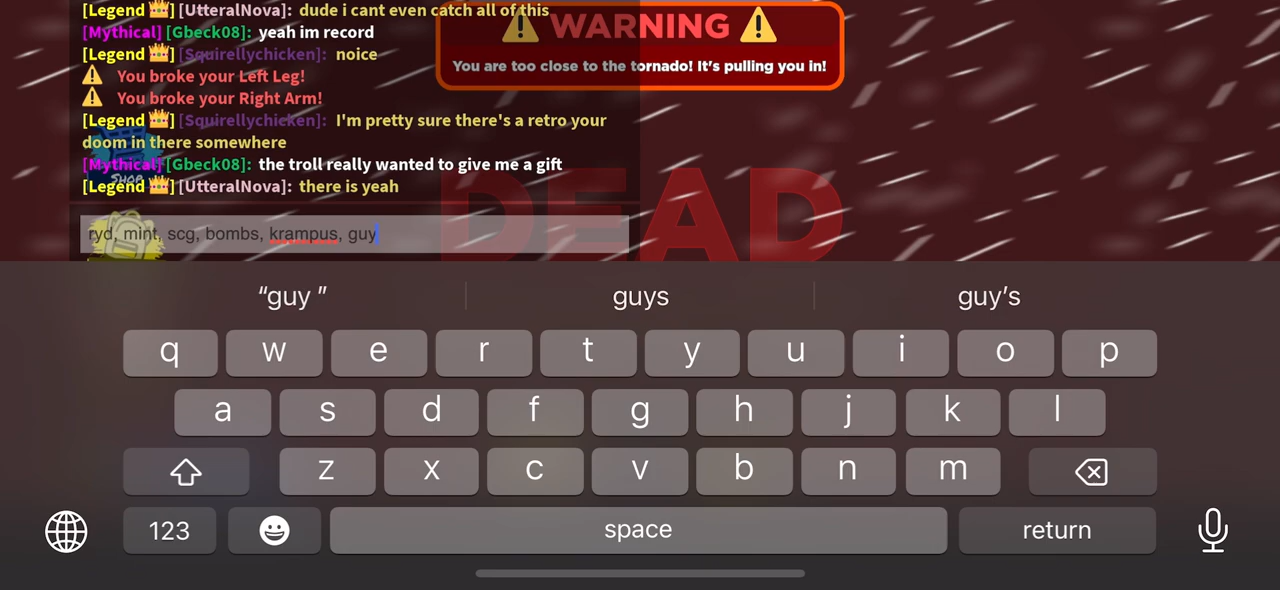 [Legend 👑] [UtteralNova]: dude i cant even catch all of this
[Mythical] [Gbeck08]: yeah im record
[Legend 👑] [Squirellychicken]: noice
⚠️ You broke your Left Leg!
⚠️ You broke your Right Arm!
[Legend 👑] [Squirellychicken]: I'm pretty sure there's a retro your
doom in there somewhere
[Mythical] [Gbeck08]: the troll really wanted to give me a gift
[Legend 👑] [UtteralNova]: there is yeah
SHOP
ryd, mint, scg, bombs, krampus, guy
⚠️ WARNING ⚠️
You are too close to the tornado! It's pulling you in!
DEAD
“guy ” guys guy’s
q w e r t y u i o p
a s d f g h j k l
z x c v b n m
123 space return